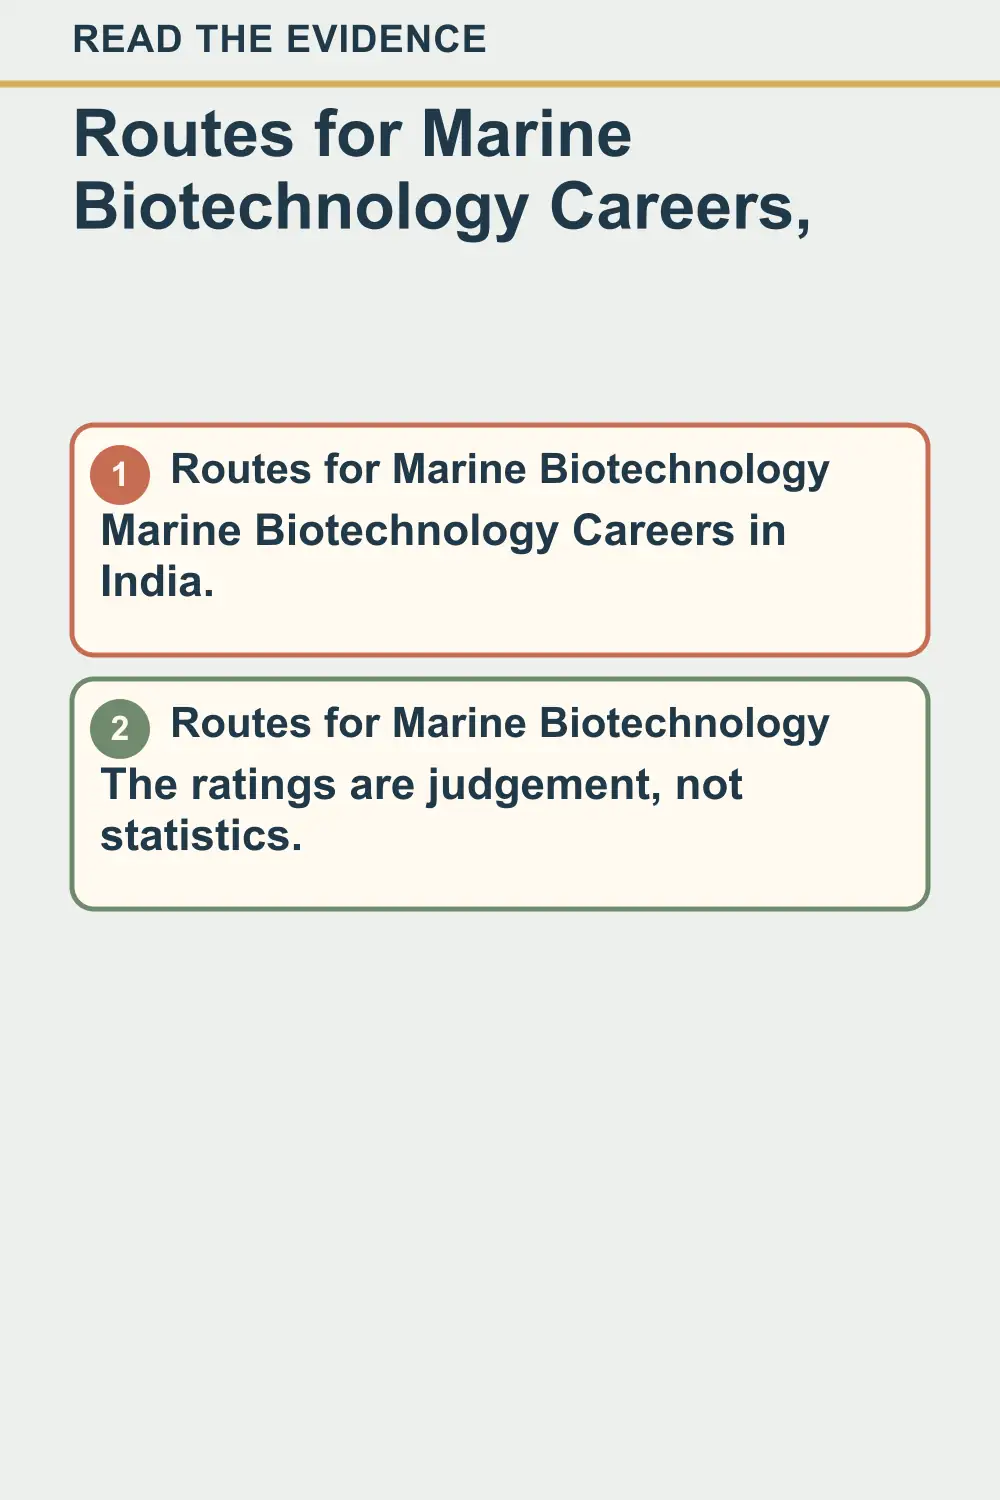 READ THE EVIDENCE
Routes for Marine
Biotechnology Careers,
1 Routes for Marine Biotechnology
Marine Biotechnology Careers in
India.
2 Routes for Marine Biotechnology
The ratings are judgement, not
statistics.